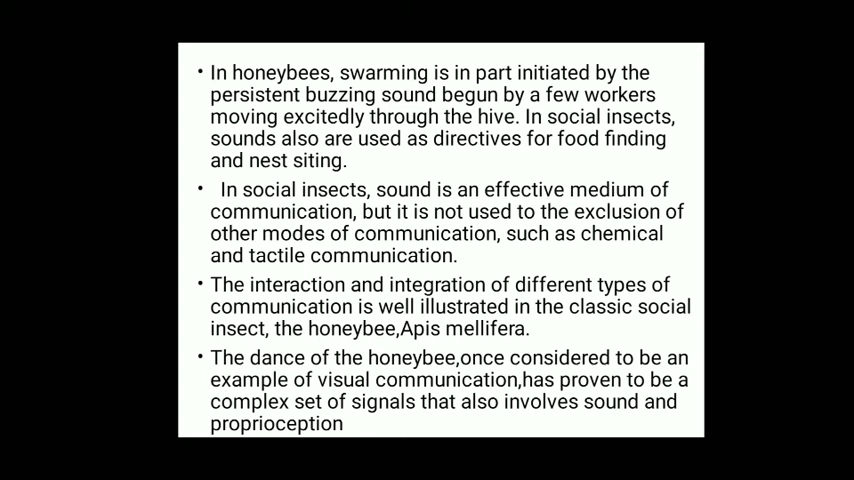 • In honeybees, swarming is in part initiated by the
persistent buzzing sound begun by a few workers
moving excitedly through the hive. In social insects,
sounds also are used as directives for food finding
and nest siting.
• In social insects, sound is an effective medium of
communication, but it is not used to the exclusion of
other modes of communication, such as chemical
and tactile communication.
• The interaction and integration of different types of
communication is well illustrated in the classic social
insect, the honeybee,Apis mellifera.
• The dance of the honeybee,once considered to be an
example of visual communication,has proven to be a
complex set of signals that also involves sound and
proprioception